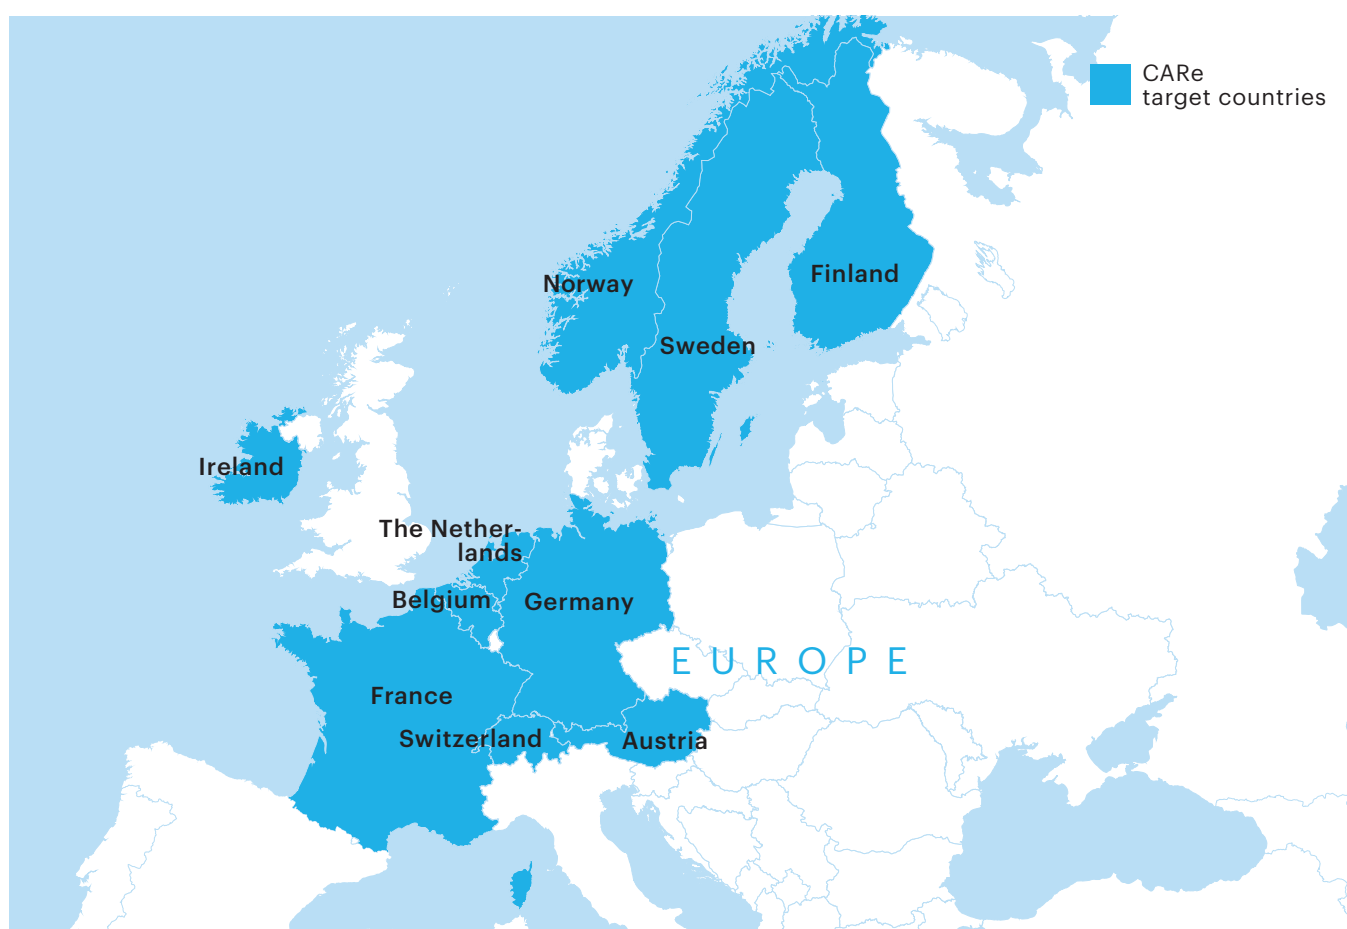 CARe
target countries
Norway
Finland
Sweden
Ireland
The Nether-
lands
Belgium
Germany
EUROPE
France
Switzerland
Austria